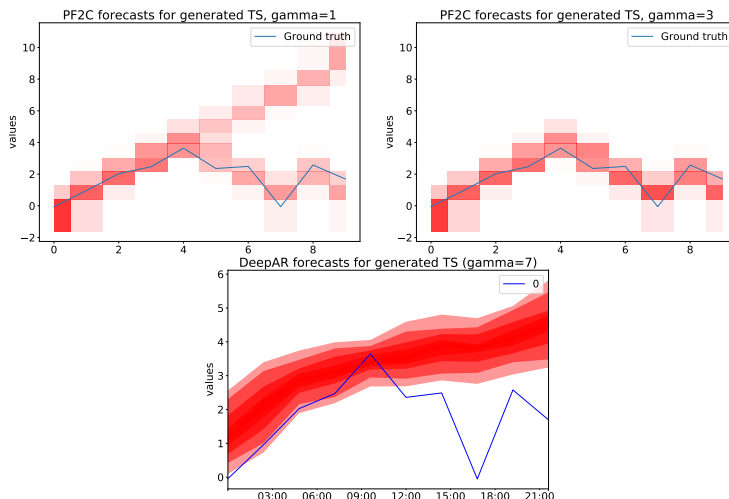 PF2C forecasts for generated TS, gamma=1
Ground truth
values
10
8
6
4
2
0
−2
0 2 4 6 8
PF2C forecasts for generated TS, gamma=3
Ground truth
values
10
8
6
4
2
0
−2
0 2 4 6 8
DeepAR forecasts for generated TS (gamma=7)
0
values
6
5
4
3
2
1
0
03:00 06:00 09:00 12:00 15:00 18:00 21:00